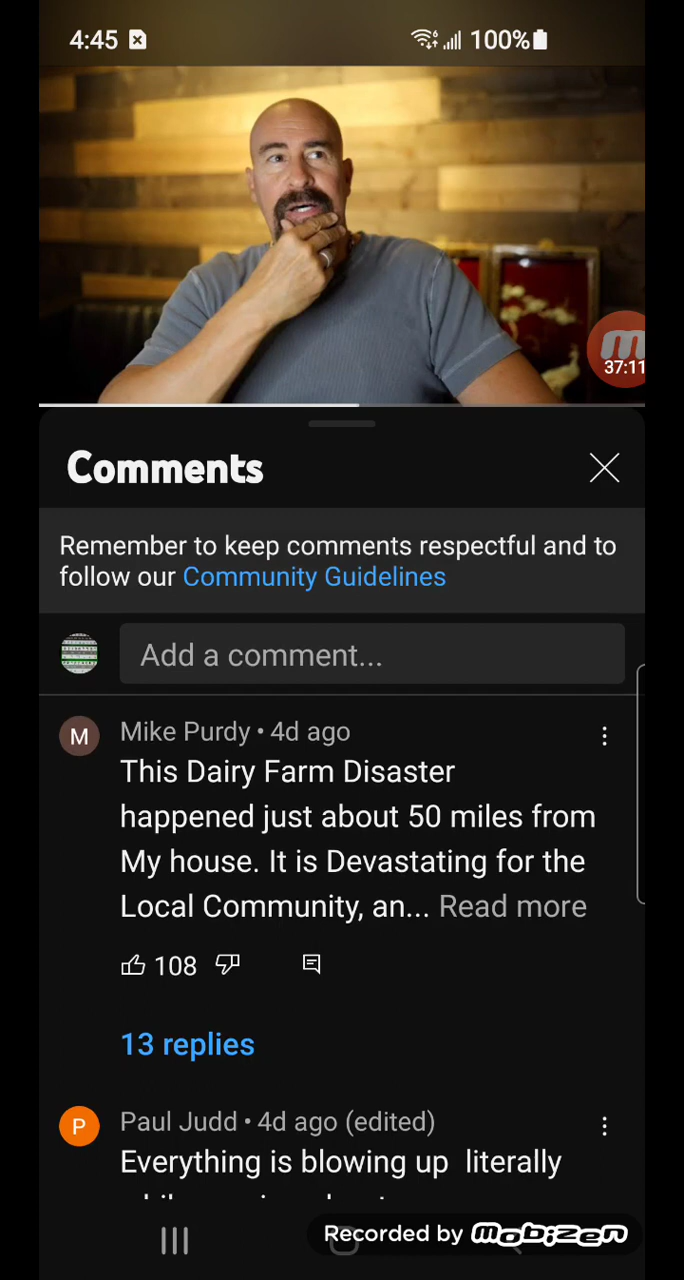 4:45
100%
37:11
Comments
Remember to keep comments respectful and to
follow our Community Guidelines
Add a comment...
M
Mike Purdy • 4d ago
This Dairy Farm Disaster
happened just about 50 miles from
My house. It is Devastating for the
Local Community, an... Read more
108
13 replies
P
Paul Judd • 4d ago (edited)
Everything is blowing up literally
Recorded by mobizen